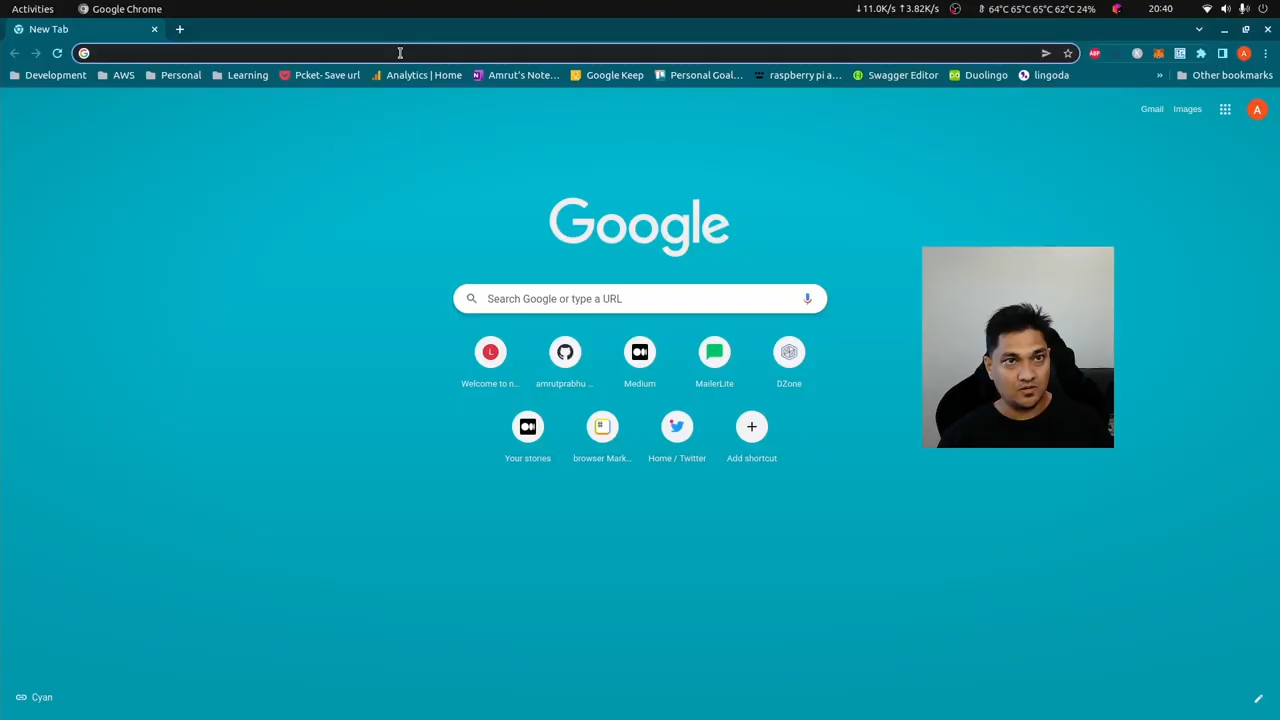 Activities Google Chrome ↓11.0K/s ↑3.82K/s 64°C 65°C 65°C 62°C 24% 20:40
New Tab
ABP K A
Development AWS Personal Learning Pcket- Save url Analytics | Home Amrut's Note... Google Keep Personal Goal... raspberry pi a... Swagger Editor Duolingo lingoda » Other bookmarks
Gmail Images A
Google
Search Google or type a URL
L
Welcome to n... amrutprabhu ... Medium MailerLite DZone
Your stories browser Mark... Home / Twitter Add shortcut
Cyan